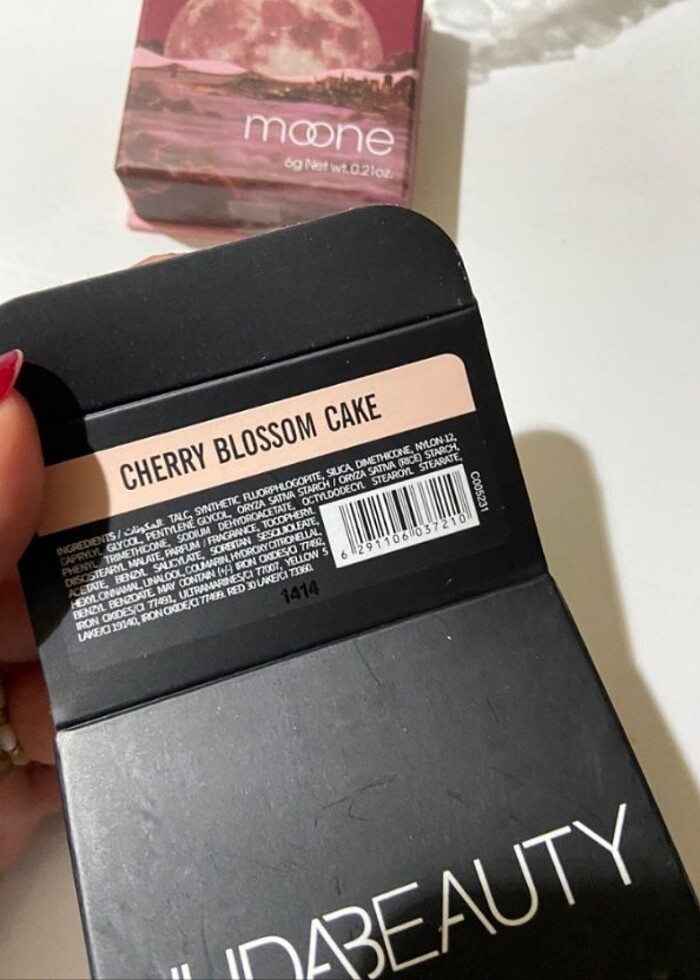 moone
6g Net wt. 0.21oz.
CHERRY BLOSSOM CAKE
INGREDIENTS / المكونات: TALC, SYNTHETIC FLUORPHLOGOPITE, SILICA, DIMETHICONE, NYLON-12,
CAPRYLYL GLYCOL, PENTYLENE GLYCOL, ORYZA SATIVA STARCH / ORYZA SATIVA (RICE) STARCH,
PHENYL TRIMETHICONE, SODIUM DEHYDROACETATE, OCTYLDODECYL STEAROYL STEARATE,
DIISOSTEARYL MALATE, PARFUM / FRAGRANCE, TOCOPHERYL
ACETATE, BENZYL SALICYLATE, SORBITAN SESQUIOLEATE,
HEXYL CINNAMAL, LINALOOL, COUMARIN, HYDROXYCITRONELLAL,
BENZYL BENZOATE. MAY CONTAIN (+/-) IRON OXIDES/CI 77492,
IRON OXIDES/CI 77491, ULTRAMARINES/CI 77007, YELLOW 5
LAKE/CI 19140, IRON OXIDE/CI 77499. RED 30 LAKE/CI 73360.
6 291106 037210
C005231
1414
HUDABEAUTY